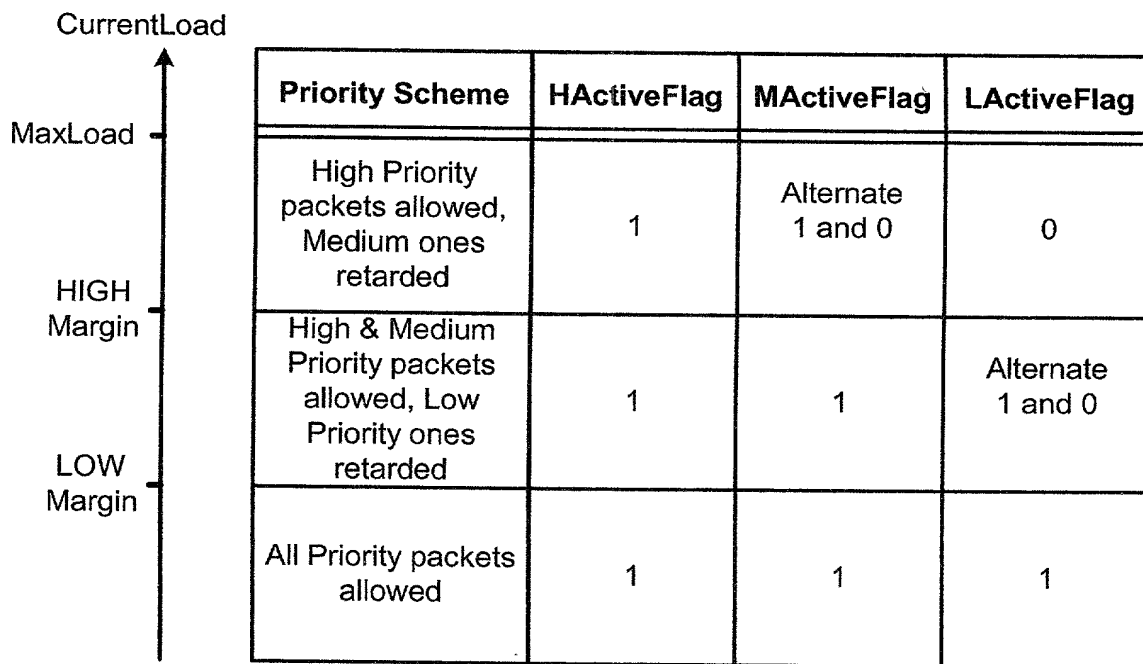 CurrentLoad
Priority Scheme HActiveFlag MActiveFlag LActiveFlag
MaxLoad
High Priority
packets allowed,
Medium ones
retarded
1
Alternate
1 and 0
0
HIGH
Margin
High & Medium
Priority packets
allowed, Low
Priority ones
retarded
1
1
Alternate
1 and 0
LOW
Margin
All Priority packets
allowed
1
1
1